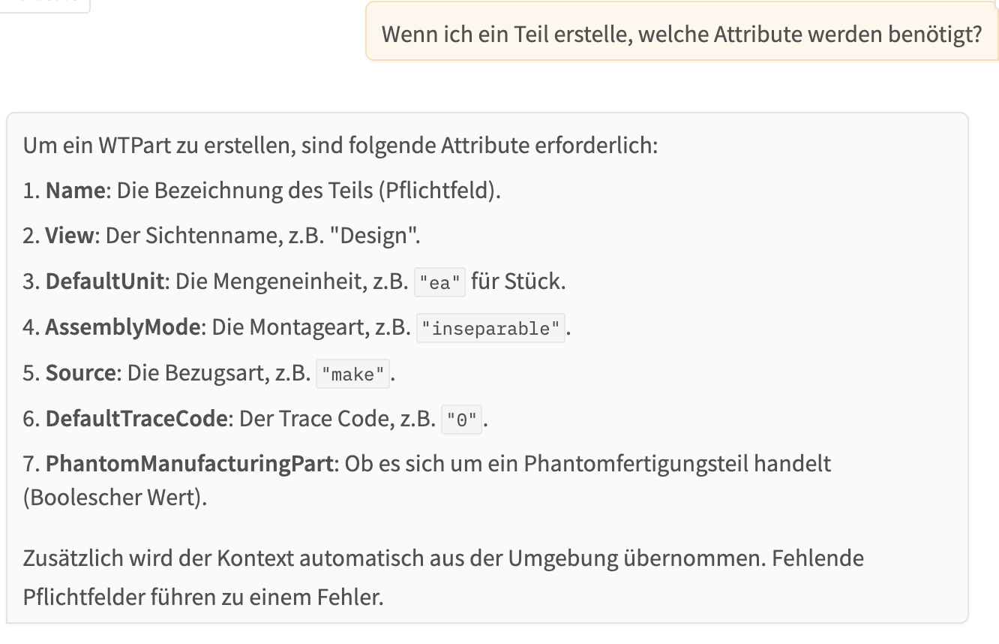 Wenn ich ein Teil erstelle, welche Attribute werden benötigt?
Um ein WTPart zu erstellen, sind folgende Attribute erforderlich:
1. Name: Die Bezeichnung des Teils (Pflichtfeld).
2. View: Der Sichtenname, z.B. "Design".
3. DefaultUnit: Die Mengeneinheit, z.B. "ea" für Stück.
4. AssemblyMode: Die Montageart, z.B. "inseparable".
5. Source: Die Bezugsart, z.B. "make".
6. DefaultTraceCode: Der Trace Code, z.B. "0".
7. PhantomManufacturingPart: Ob es sich um ein Phantomfertigungsteil handelt
(Boolescher Wert).
Zusätzlich wird der Kontext automatisch aus der Umgebung übernommen. Fehlende
Pflichtfelder führen zu einem Fehler.